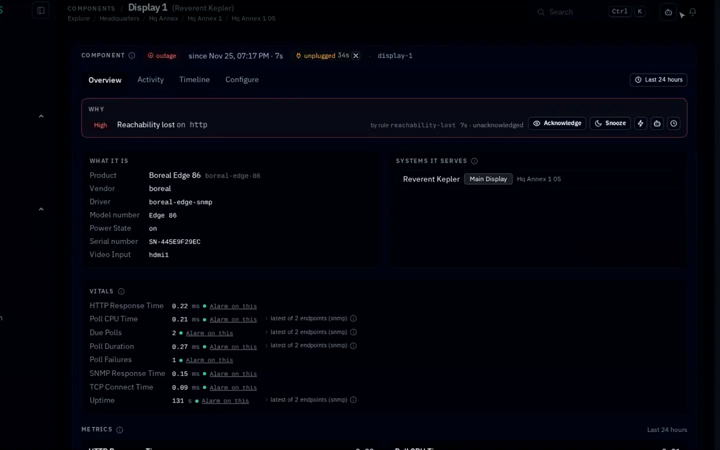 COMPONENTS / Display 1 (Reverent Kepler)
Explore / Headquarters / Hq Annex / Hq Annex 1 / Hq Annex 1 05
Search Ctrl K
COMPONENT outage since Nov 25, 07:17 PM · 7s unplugged 34s × · display-1
Overview Activity Timeline Configure Last 24 hours
WHY
High Reachability lost on http by rule reachability-lost 7s · unacknowledged Acknowledge Snooze
WHAT IT IS
Product Boreal Edge 86 boreal-edge-86
Vendor boreal
Driver boreal-edge-snmp
Model number Edge 86
Power State on
Serial number SN-445E9F29EC
Video Input hdmi1
SYSTEMS IT SERVES
Reverent Kepler Main Display Hq Annex 1 05
VITALS
HTTP Response Time 0.22 ms Alarm on this
Poll CPU Time 0.21 ms Alarm on this · latest of 2 endpoints (snmp)
Due Polls 2 Alarm on this · latest of 2 endpoints (snmp)
Poll Duration 0.27 ms Alarm on this · latest of 2 endpoints (snmp)
Poll Failures 1 Alarm on this
SNMP Response Time 0.15 ms Alarm on this
TCP Connect Time 0.09 ms Alarm on this
Uptime 131 s Alarm on this · latest of 2 endpoints (snmp)
METRICS Last 24 hours